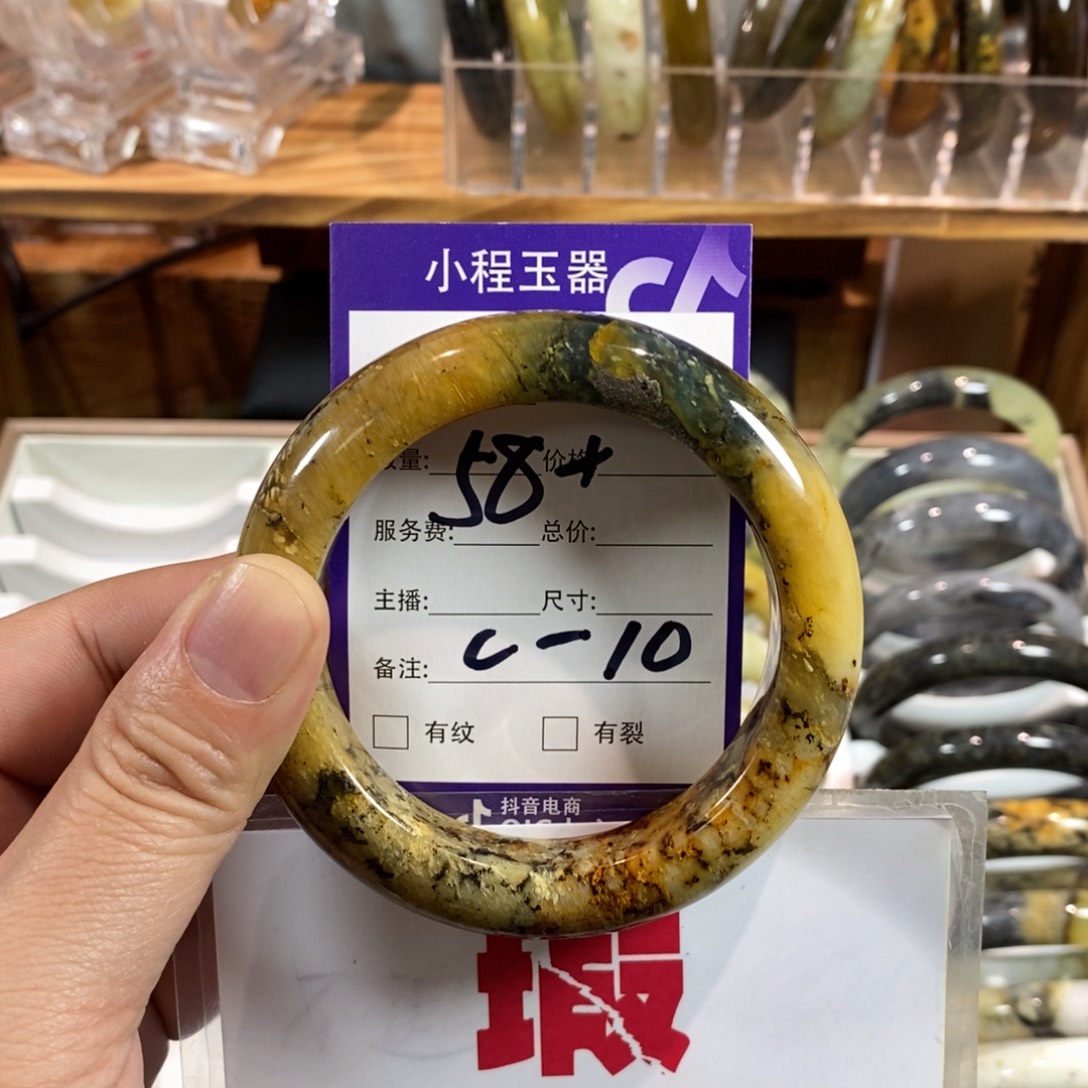 小程玉器
58+
量: 价格:
服务费: 总价:
主播: 尺寸:
C-10
备注:
有纹 有裂
抖音电商
瑕